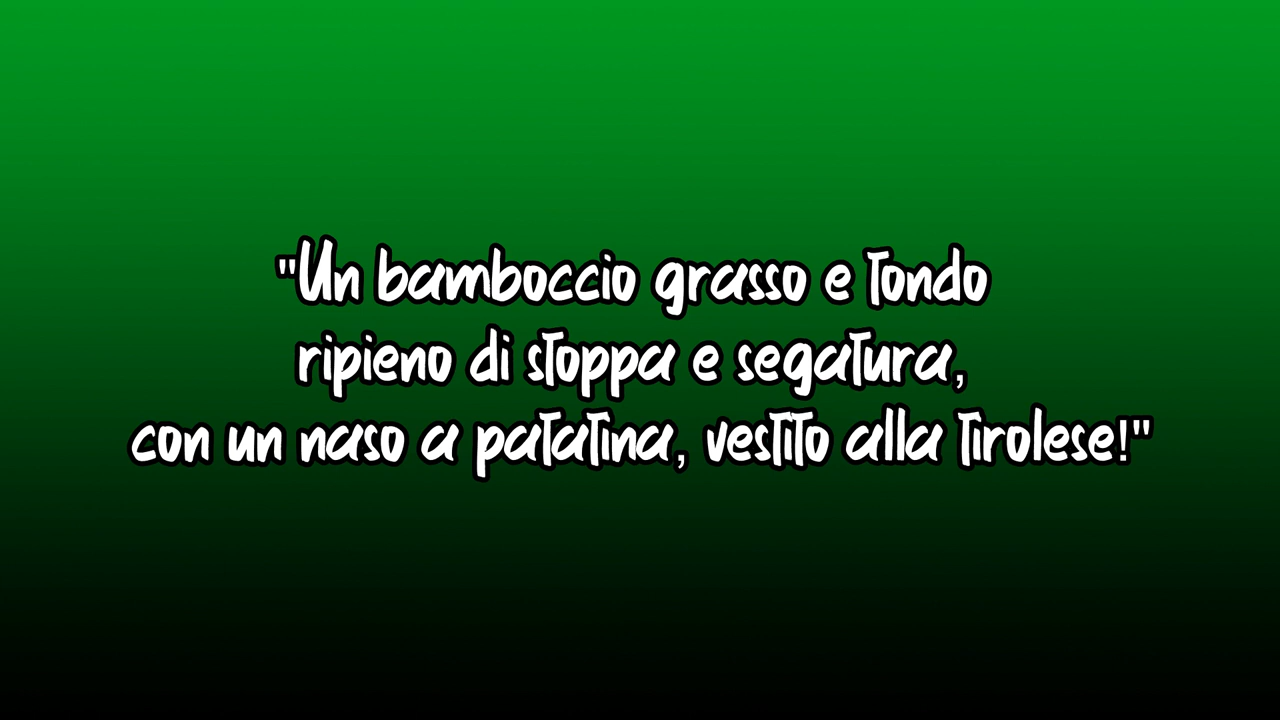 "Un bamboccio grasso e tondo
ripieno di stoppa e segatura,
con un naso a patatina, vestito alla tirolese!"